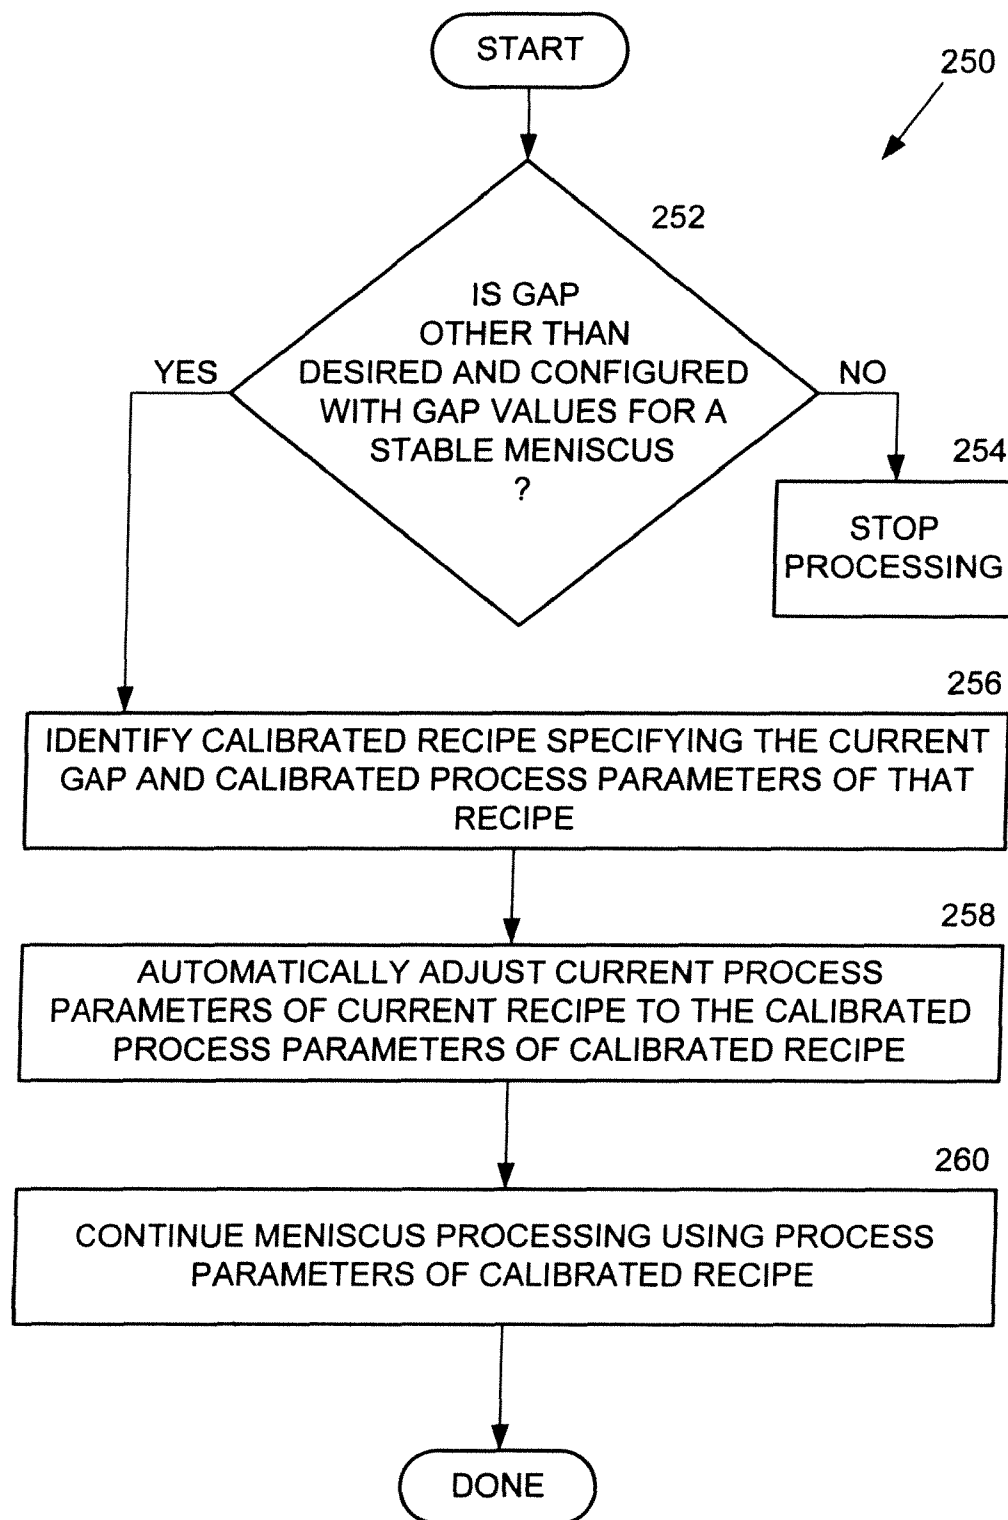 START
250
252
IS GAP
OTHER THAN
DESIRED AND CONFIGURED
WITH GAP VALUES FOR A
STABLE MENISCUS
?
YES
NO
254
STOP
PROCESSING
256
IDENTIFY CALIBRATED RECIPE SPECIFYING THE CURRENT
GAP AND CALIBRATED PROCESS PARAMETERS OF THAT
RECIPE
258
AUTOMATICALLY ADJUST CURRENT PROCESS
PARAMETERS OF CURRENT RECIPE TO THE CALIBRATED
PROCESS PARAMETERS OF CALIBRATED RECIPE
260
CONTINUE MENISCUS PROCESSING USING PROCESS
PARAMETERS OF CALIBRATED RECIPE
DONE